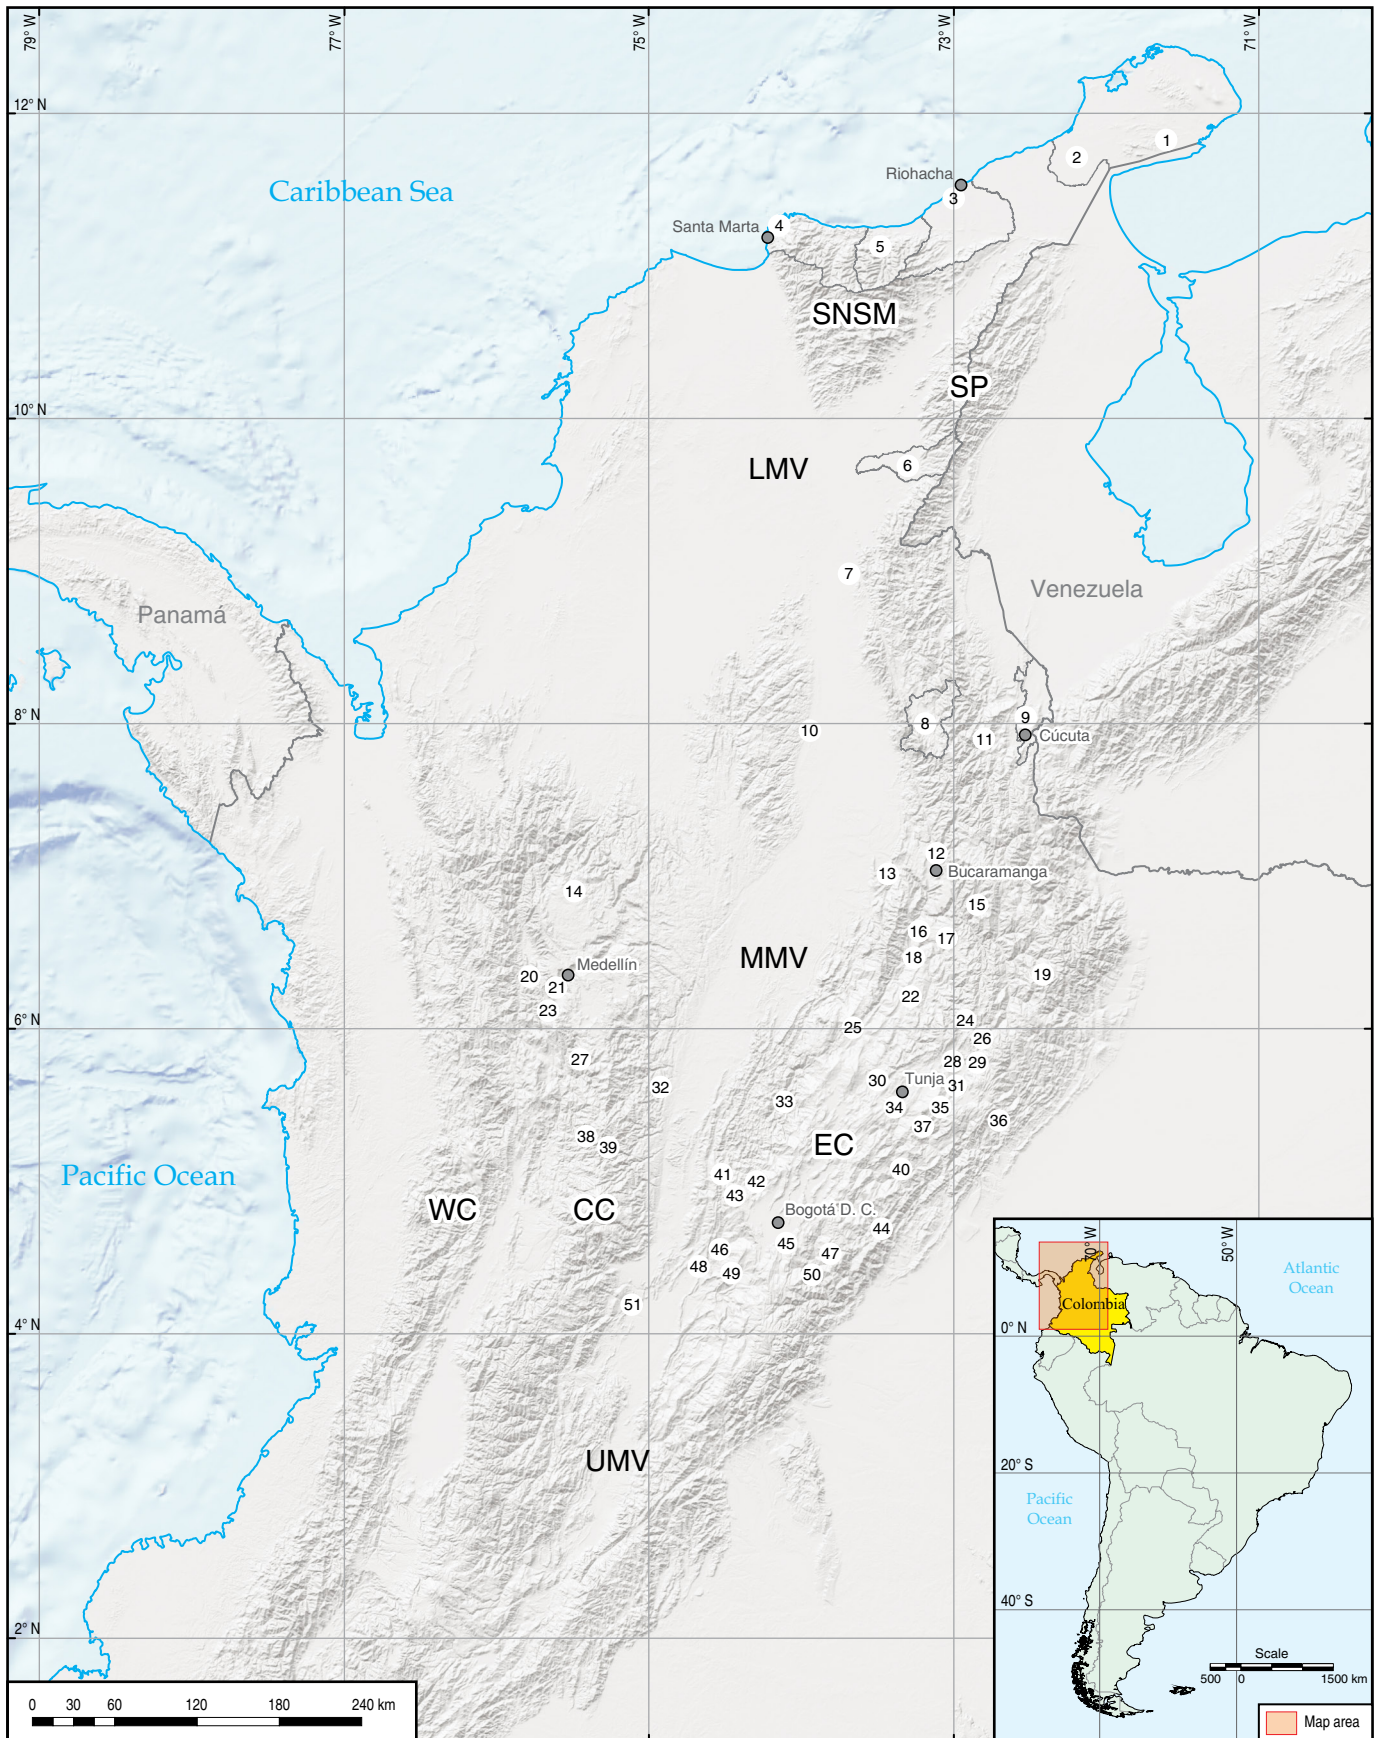 79° W
77° W
75° W
73° W
71° W
12° N
1
2
Riohacha
3
Caribbean Sea
Santa Marta
4
5
SNSM
SP
10° N
LMV
6
7
Venezuela
Panamá
8° N
8
9
10
11
Cúcuta
12
13
Bucaramanga
14
15
16
17
MMV
18
Medellín
20
19
21
22
23
6° N
24
25
26
27
28
29
30
Tunja
31
32
33
34
35
36
37
38
39
EC
40
Pacific Ocean
41
42
43
WC
CC
Bogotá D. C.
44
45
46
47
48
49
50
51
4° N
UMV
2° N
0
30
60
120
180
240 km
70° W
50° W
Atlantic
Ocean
Colombia
0° N
20° S
Pacific
Ocean
40° S
Scale
500
0
1500 km
Map area